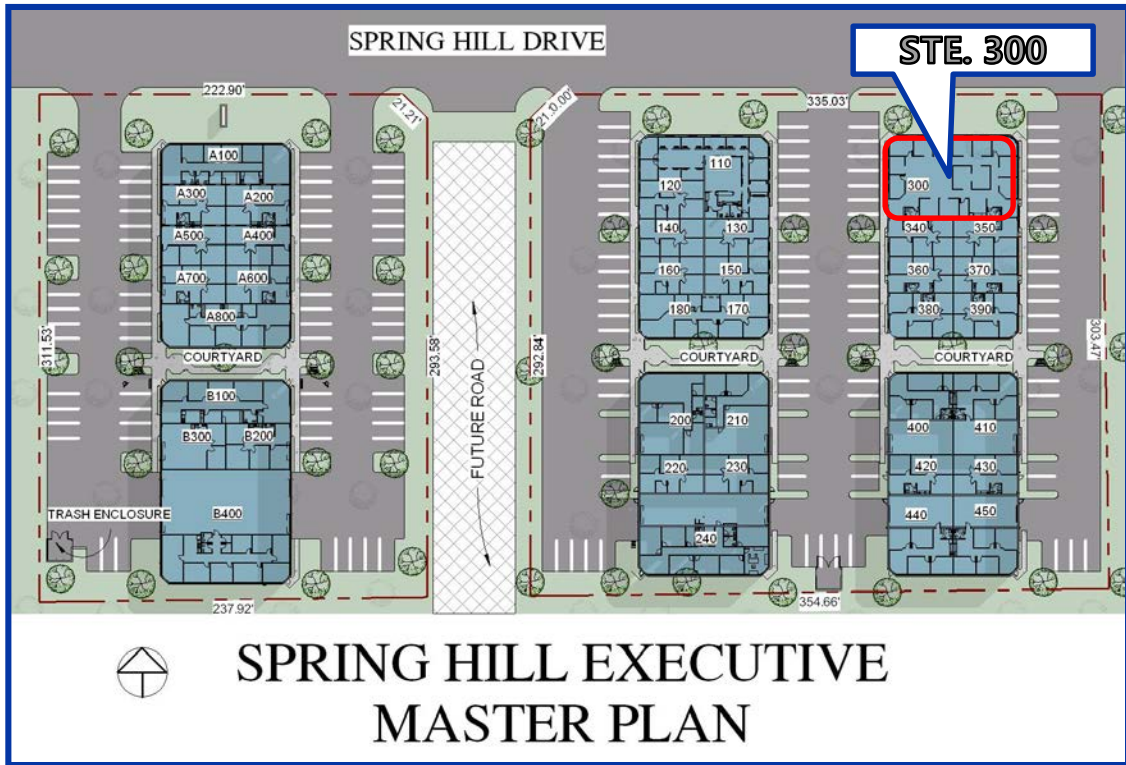 SPRING HILL DRIVE
STE. 300
222.90'
21.21'
21.0.00'
335.03'
A100
A300
A200
A500
A400
A700
A600
A800
COURTYARD
B100
B300
B200
B400
TRASH ENCLOSURE
311.53'
237.92'
293.58'
FUTURE ROAD
292.84'
110
120
140
130
160
150
180
170
COURTYARD
200
210
220
230
240
300
340
350
360
370
380
390
COURTYARD
400
410
420
430
440
450
303.47'
354.66'
SPRING HILL EXECUTIVE
MASTER PLAN